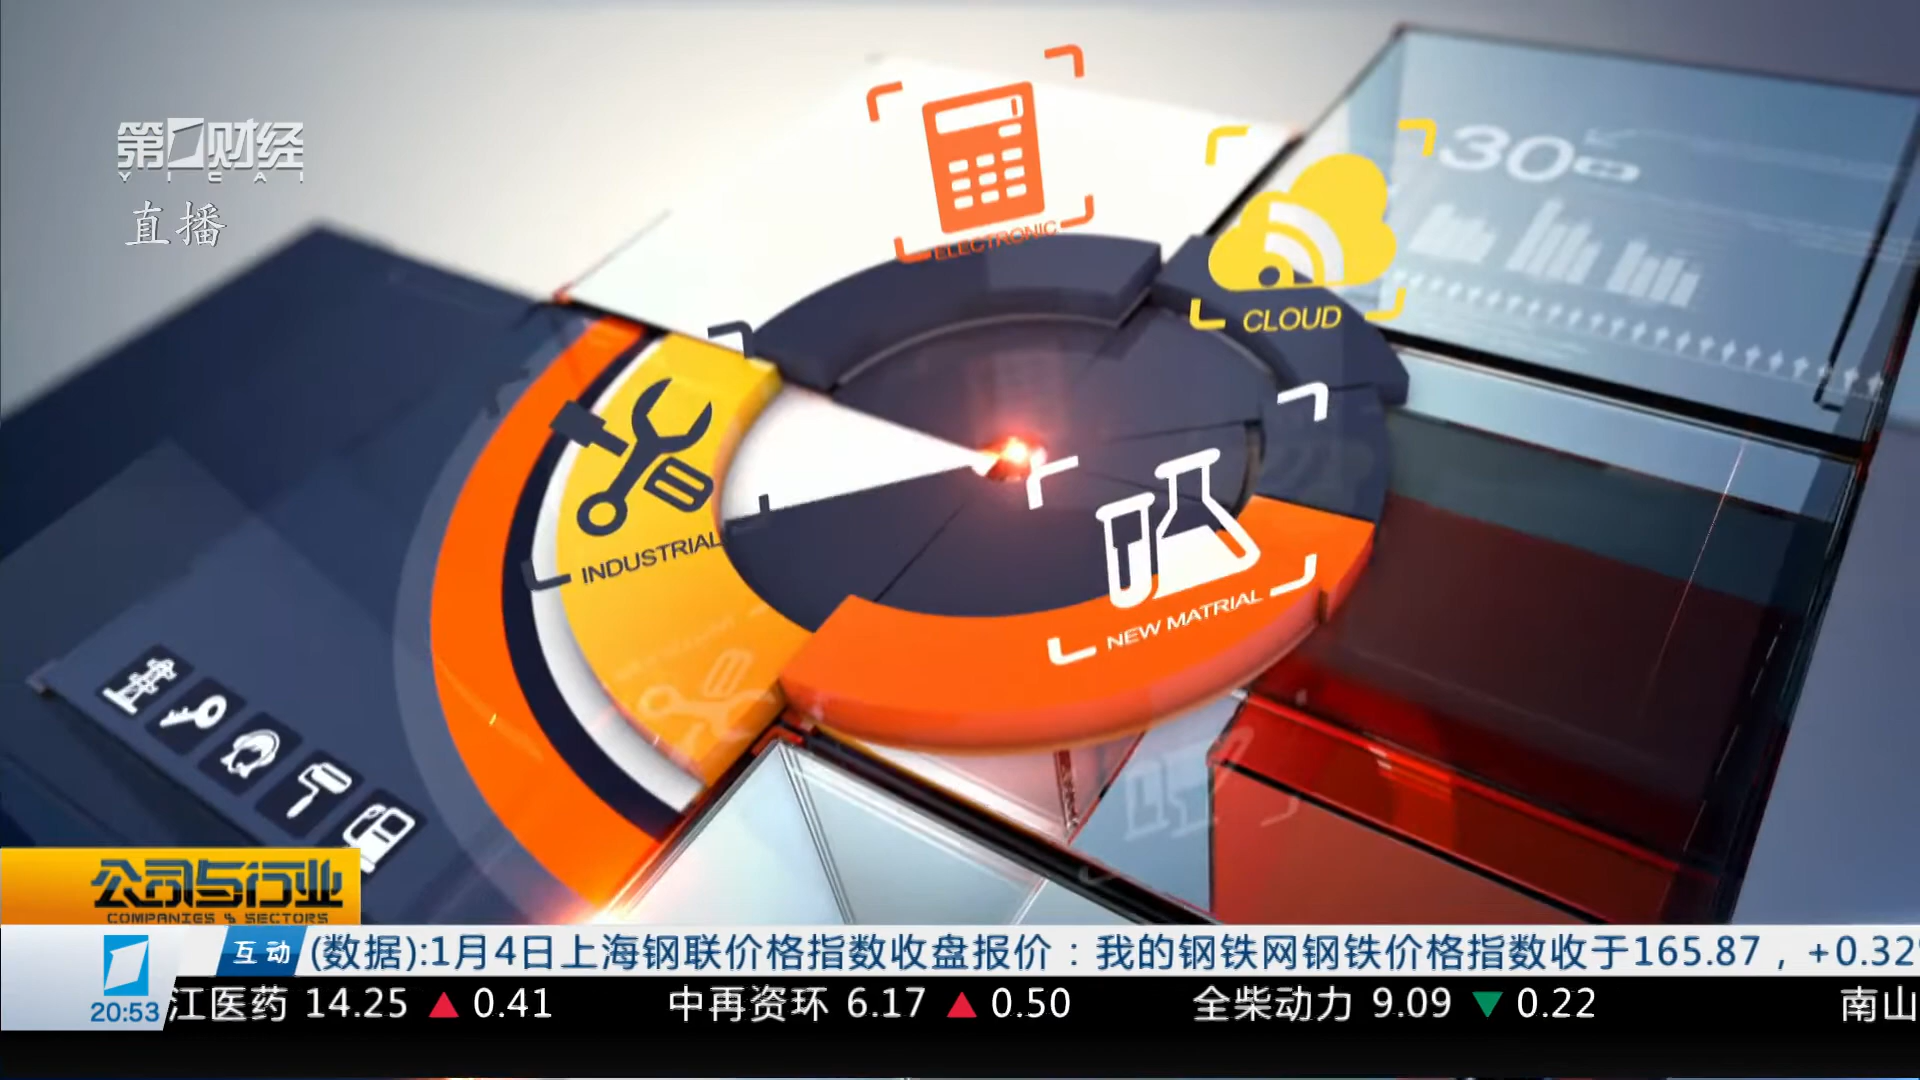 第1财经
YICAI
直播
ELECTRONIC
30
CLOUD
INDUSTRIAL
NEW MATRIAL
公司与行业
COMPANIES & SECTORS
互动 (数据):1月4日上海钢联价格指数收盘报价：我的钢铁网钢铁价格指数收于165.87，+0.32
20:53
江医药 14.25 ▲ 0.41 中再资环 6.17 ▲ 0.50 全柴动力 9.09 ▼ 0.22 南山